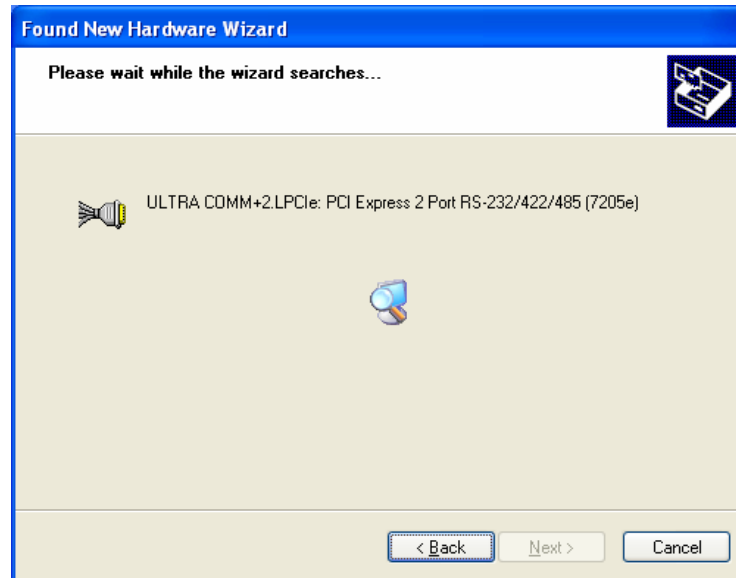 Found New Hardware Wizard
Please wait while the wizard searches...
ULTRA COMM+2.LPCIe: PCI Express 2 Port RS-232/422/485 (7205e)
< Back
Next >
Cancel